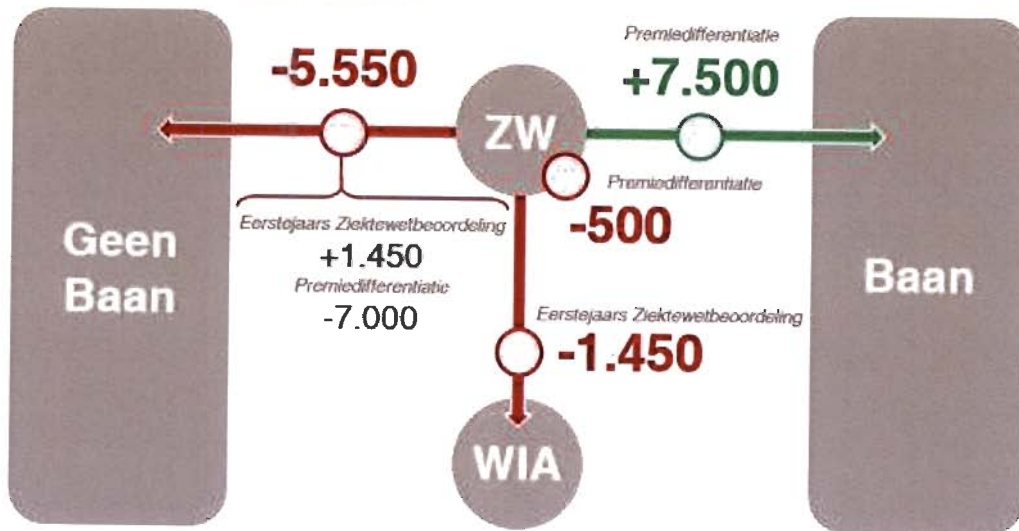 Premiedifferentiatie
-5.550
+7.500
ZW
Premiedifferentiatie
-500
Geen
Baan
Eerstejaars Ziektewetbeoordeling
+1.450
Premiedifferentiatie
-7.000
Baan
Eerstejaars Ziektewetbeoordeling
-1.450
WIA